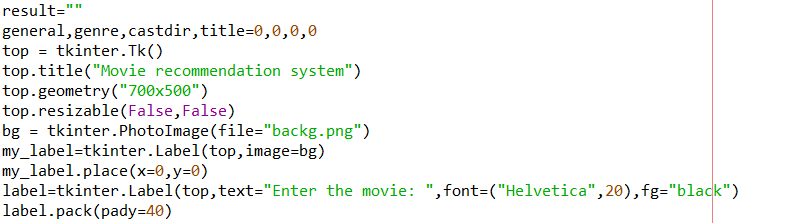 result=""
general,genre,castdir,title=0,0,0,0
top = tkinter.Tk()
top.title("Movie recommendation system")
top.geometry("700x500")
top.resizable(False,False)
bg = tkinter.PhotoImage(file="backg.png")
my_label=tkinter.Label(top,image=bg)
my_label.place(x=0,y=0)
label=tkinter.Label(top,text="Enter the movie: ",font=("Helvetica",20),fg="black")
label.pack(pady=40)